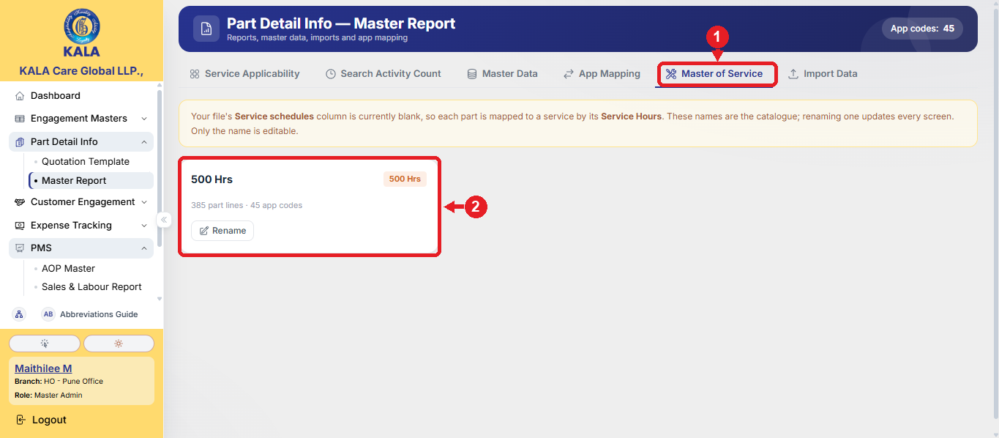 KALA
KALA Care Global LLP.,
Dashboard
Engagement Masters
Part Detail Info
Quotation Template
Master Report
Customer Engagement
Expense Tracking
PMS
AOP Master
Sales & Labour Report
AB Abbreviations Guide
Maithilee M
Branch: HO - Pune Office
Role: Master Admin
Logout
Part Detail Info — Master Report
Reports, master data, imports and app mapping
App codes: 45
1
Service Applicability
Search Activity Count
Master Data
App Mapping
Master of Service
Import Data
Your file's Service schedules column is currently blank, so each part is mapped to a service by its Service Hours. These names are the catalogue; renaming one updates every screen.
Only the name is editable.
500 Hrs
500 Hrs
385 part lines · 45 app codes
Rename
2